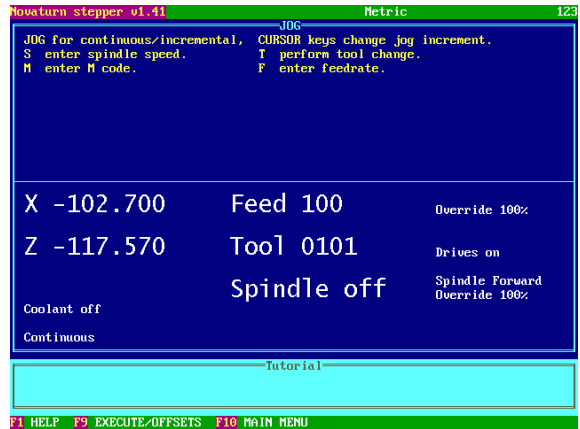 Novaturn stepper v1.41 Metric 123
JOG
JOG for continuous/incremental, CURSOR keys change jog increment.
S enter spindle speed. T perform tool change.
M enter M code. F enter feedrate.
X -102.700 Feed 100 Override 100%
Z -117.570 Tool 0101 Drives on
Spindle off Spindle Forward
Override 100%
Coolant off
Continuous
Tutorial
F1 HELP F9 EXECUTE/OFFSETS F10 MAIN MENU